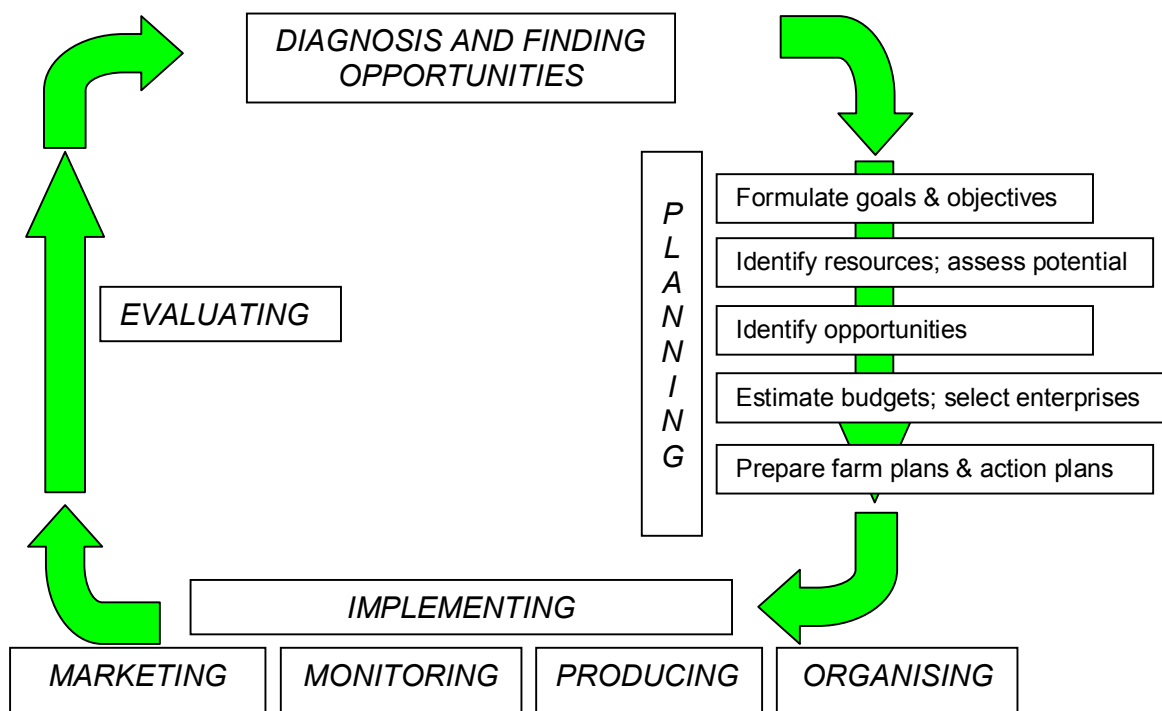 DIAGNOSIS AND FINDING
OPPORTUNITIES
PLANNING
Formulate goals & objectives
Identify resources; assess potential
Identify opportunities
Estimate budgets; select enterprises
Prepare farm plans & action plans
EVALUATING
IMPLEMENTING
MARKETING
MONITORING
PRODUCING
ORGANISING